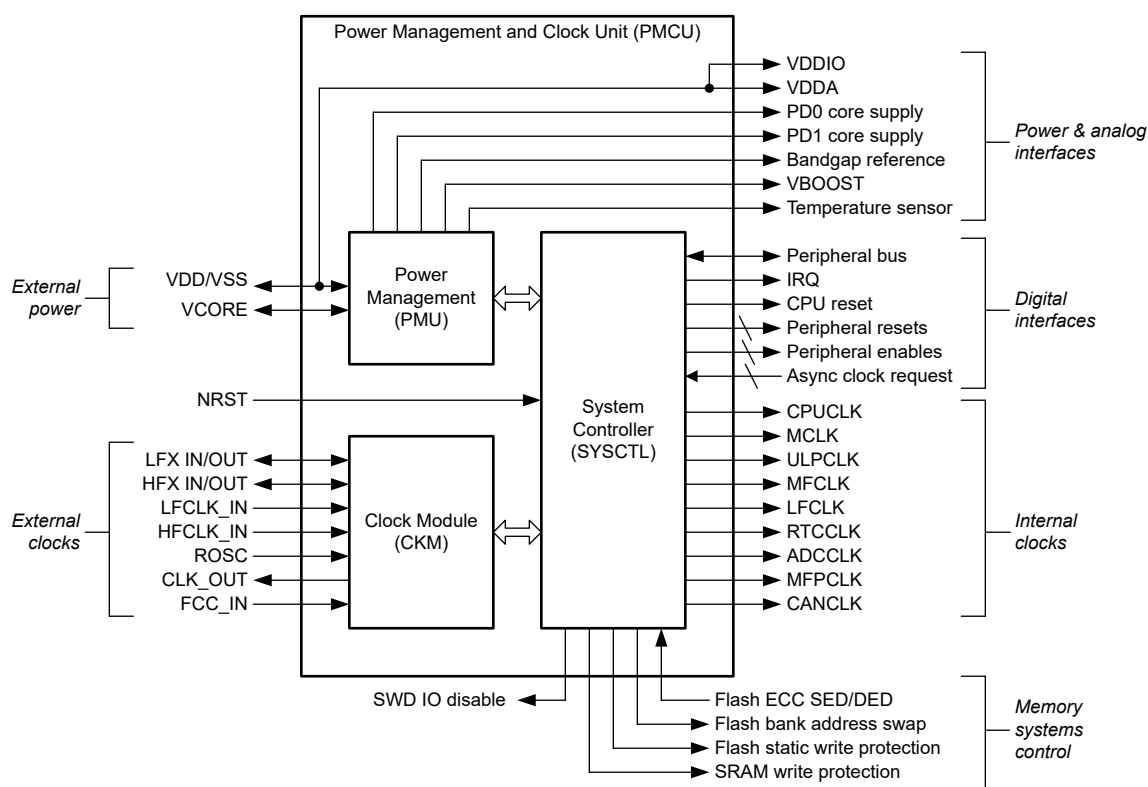 Power Management and Clock Unit (PMCU)
VDDIO
VDDA
PD0 core supply
PD1 core supply
Bandgap reference
VBOOST
Temperature sensor
Power & analog
interfaces
External
power
VDD/VSS
VCORE
Power
Management
(PMU)
Peripheral bus
IRQ
CPU reset
Peripheral resets
Peripheral enables
Async clock request
Digital
interfaces
NRST
System
Controller
(SYSCTL)
External
clocks
LFX IN/OUT
HFX IN/OUT
LFCLK_IN
HFCLK_IN
ROSC
CLK_OUT
FCC_IN
Clock Module
(CKM)
CPUCLK
MCLK
ULPCLK
MFCLK
LFCLK
RTCCLK
ADCCLK
MFPCLK
CANCLK
Internal
clocks
SWD IO disable
Flash ECC SED/DED
Flash bank address swap
Flash static write protection
SRAM write protection
Memory
systems
control